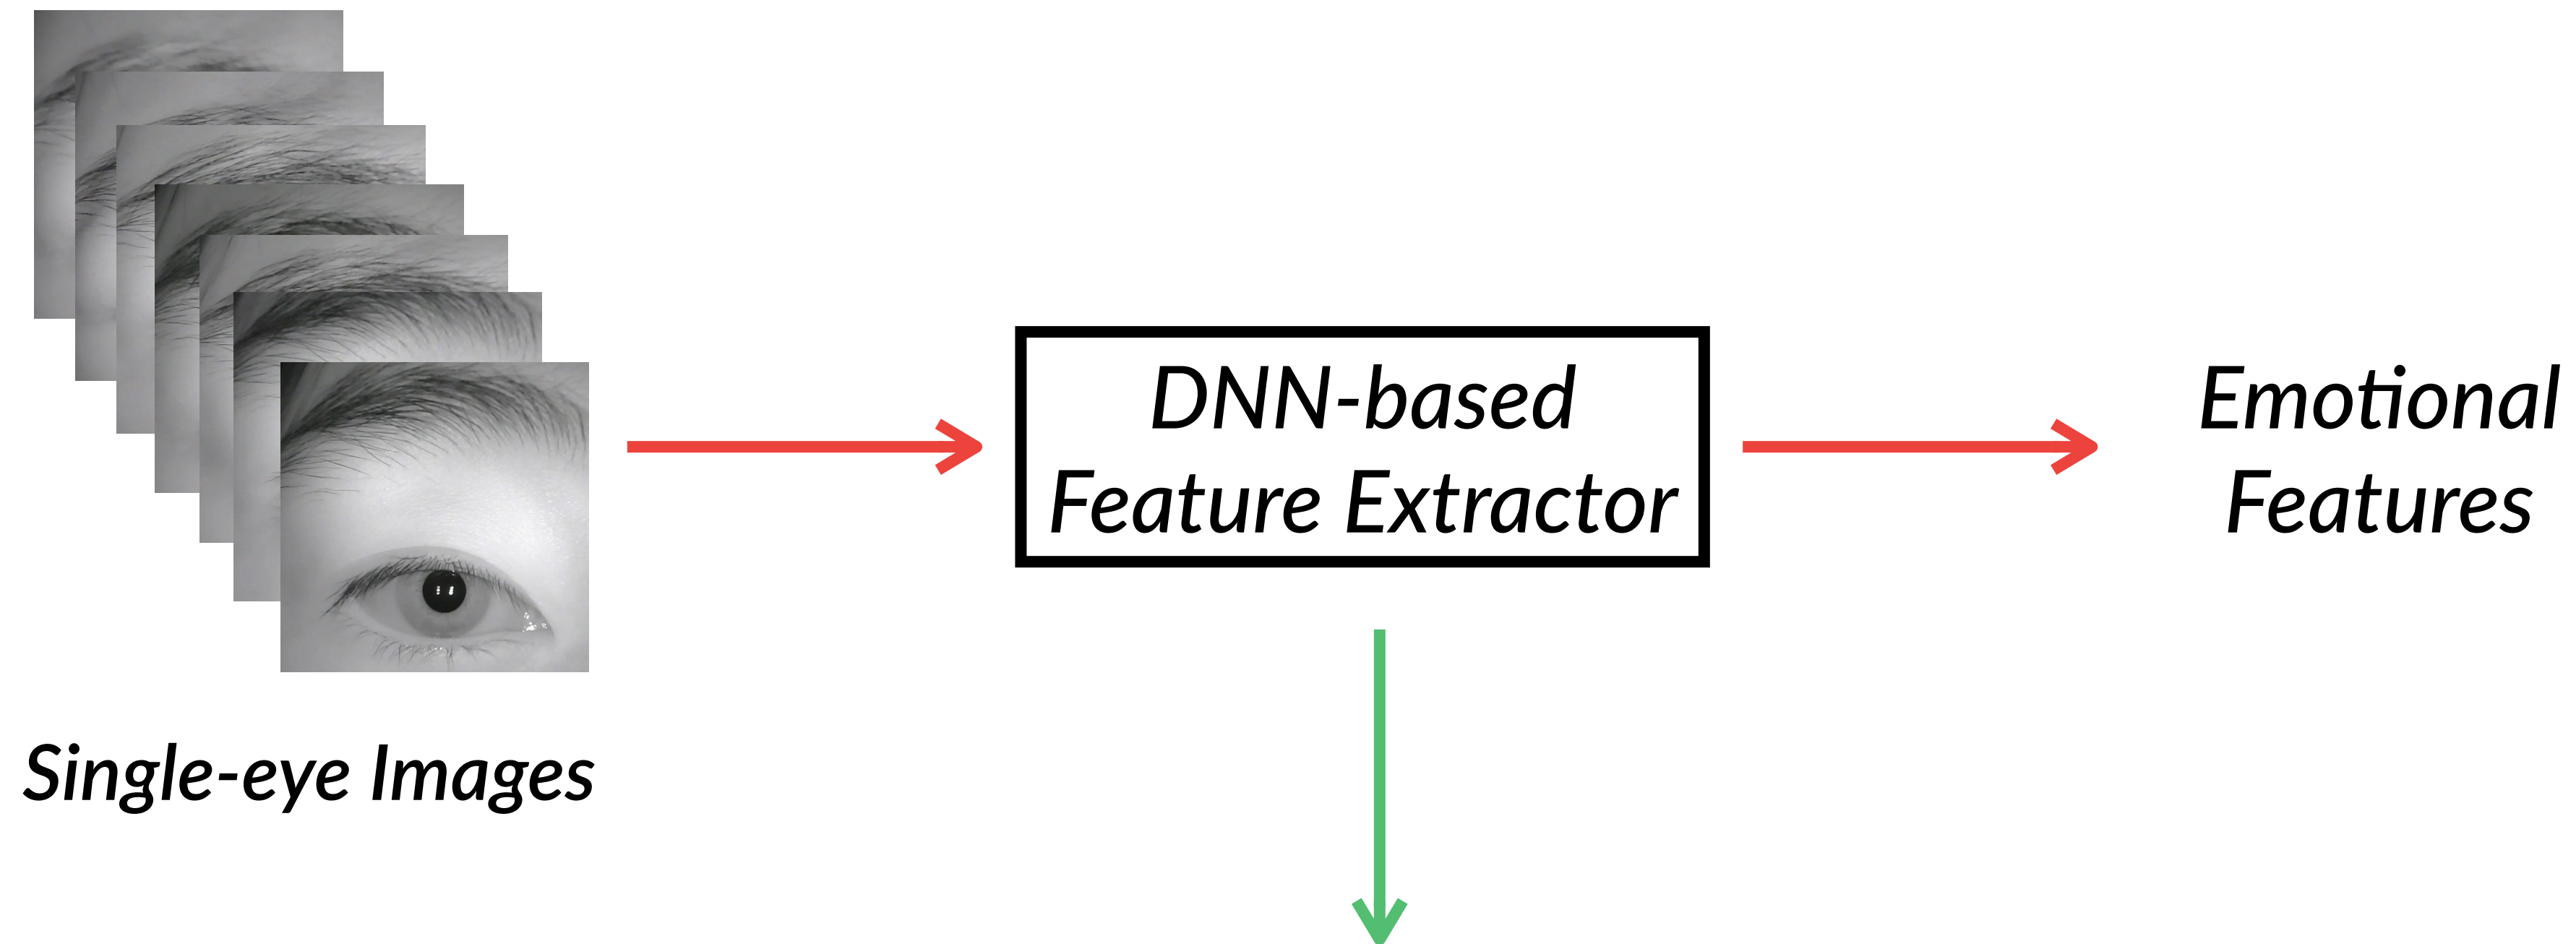 DNN-based
Feature Extractor
Emotional
Features
Single-eye Images